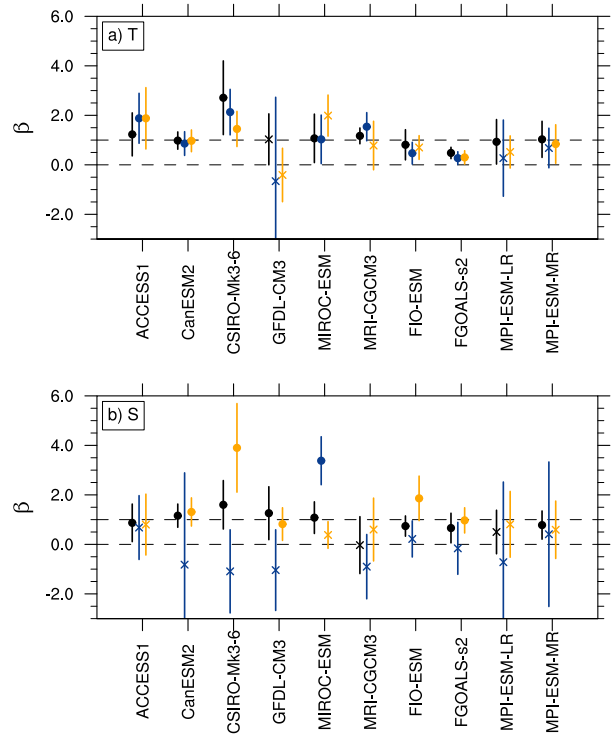 6.0
a) T
4.0
2.0
β
0.0
-2.0
ACCESS1
CanESM2
CSIRO-Mk3-6
GFDL-CM3
MIROC-ESM
MRI-CGCM3
FIO-ESM
FGOALS-s2
MPI-ESM-LR
MPI-ESM-MR
6.0
b) S
4.0
2.0
β
0.0
-2.0
ACCESS1
CanESM2
CSIRO-Mk3-6
GFDL-CM3
MIROC-ESM
MRI-CGCM3
FIO-ESM
FGOALS-s2
MPI-ESM-LR
MPI-ESM-MR